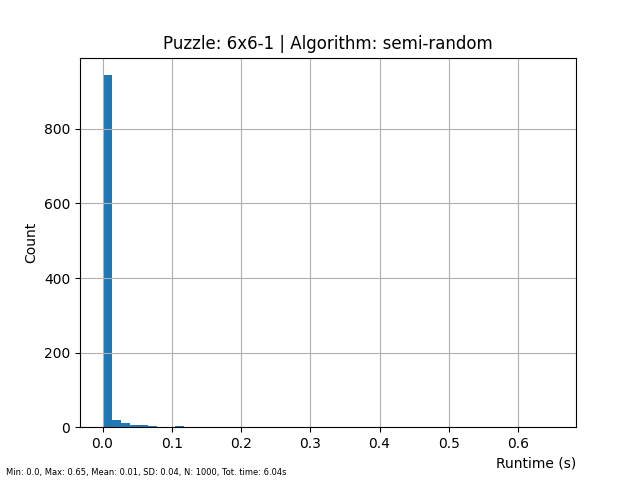 Puzzle: 6x6-1 | Algorithm: semi-random
Count
800
600
400
200
0
0.0 0.1 0.2 0.3 0.4 0.5 0.6
Runtime (s)
Min: 0.0, Max: 0.65, Mean: 0.01, SD: 0.04, N: 1000, Tot. time: 6.04s